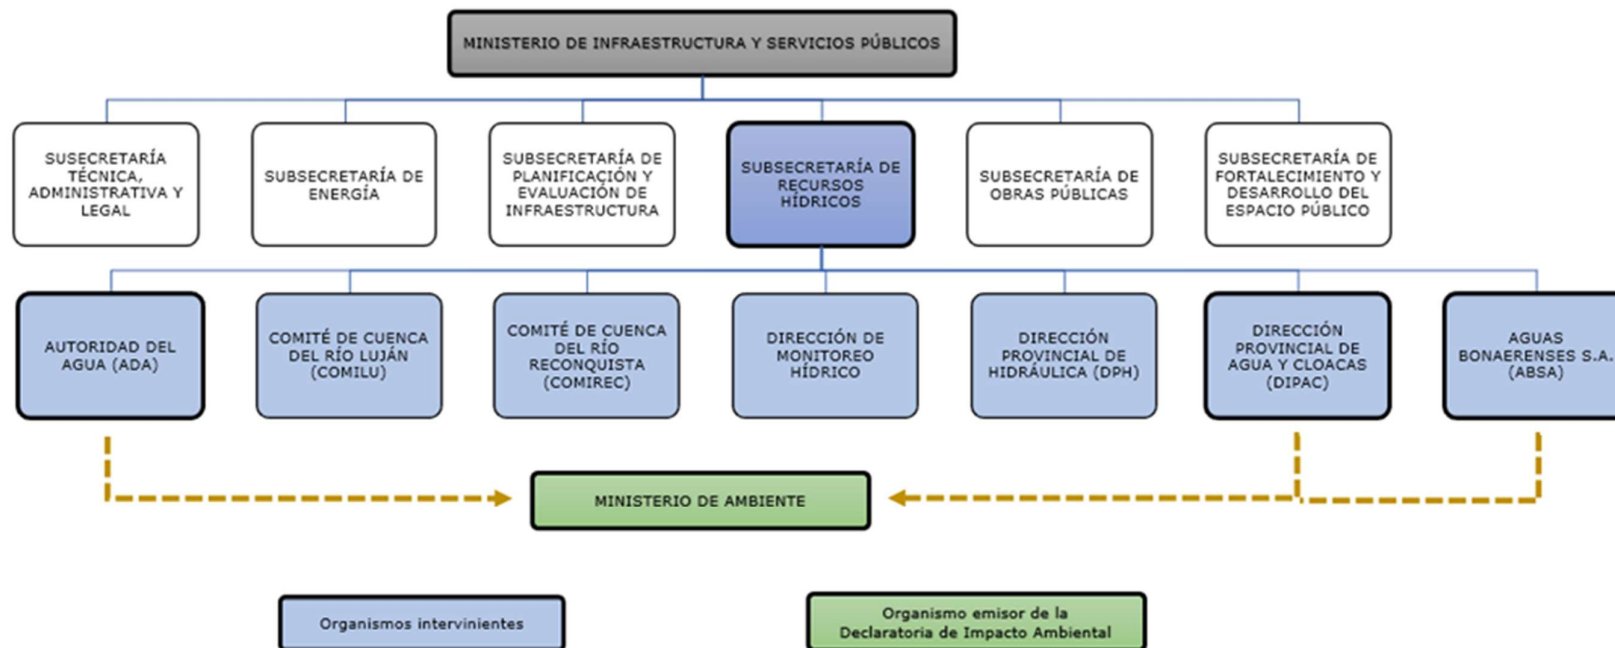 MINISTERIO DE INFRAESTRUCTURA Y SERVICIOS PÚBLICOS
SUSECRETARÍA
TÉCNICA,
ADMINISTRATIVA Y
LEGAL
SUBSECRETARÍA DE
ENERGÍA
SUBSECRETARÍA DE
PLANIFICACIÓN Y
EVALUACIÓN DE
INFRAESTRUCTURA
SUBSECRETARÍA DE
RECURSOS
HÍDRICOS
SUBSECRETARÍA DE
OBRAS PÚBLICAS
SUBSECRETARÍA DE
FORTALECIMIENTO Y
DESARROLLO DEL
ESPACIO PÚBLICO
AUTORIDAD DEL
AGUA (ADA)
COMITÉ DE CUENCA
DEL RÍO LUJÁN
(COMILU)
COMITÉ DE CUENCA
DEL RÍO
RECONQUISTA
(COMIREC)
DIRECCIÓN DE
MONITOREO
HÍDRICO
DIRECCIÓN
PROVINCIAL DE
HIDRÁULICA (DPH)
DIRECCIÓN
PROVINCIAL DE
AGUA Y CLOACAS
(DIPAC)
AGUAS
BONAERENSES S.A.
(ABSA)
MINISTERIO DE AMBIENTE
Organismos intervinientes
Organismo emisor de la
Declaratoria de Impacto Ambiental